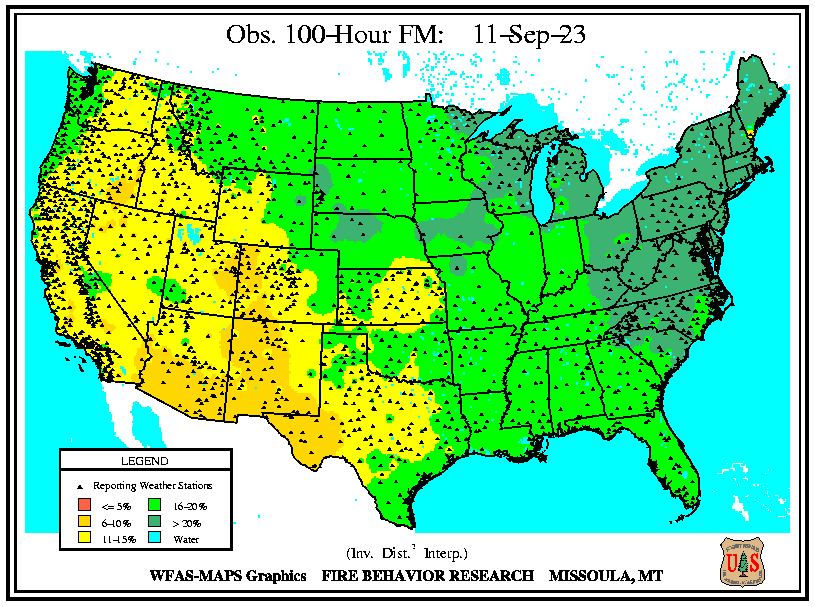 Obs. 100-Hour FM: 11-Sep-23
LEGEND
Reporting Weather Stations
<= 5% 16-20%
6-10% > 20%
11-15% Water
(Inv. Dist.² Interp.)
WFAS-MAPS Graphics FIRE BEHAVIOR RESEARCH MISSOULA, MT
U S